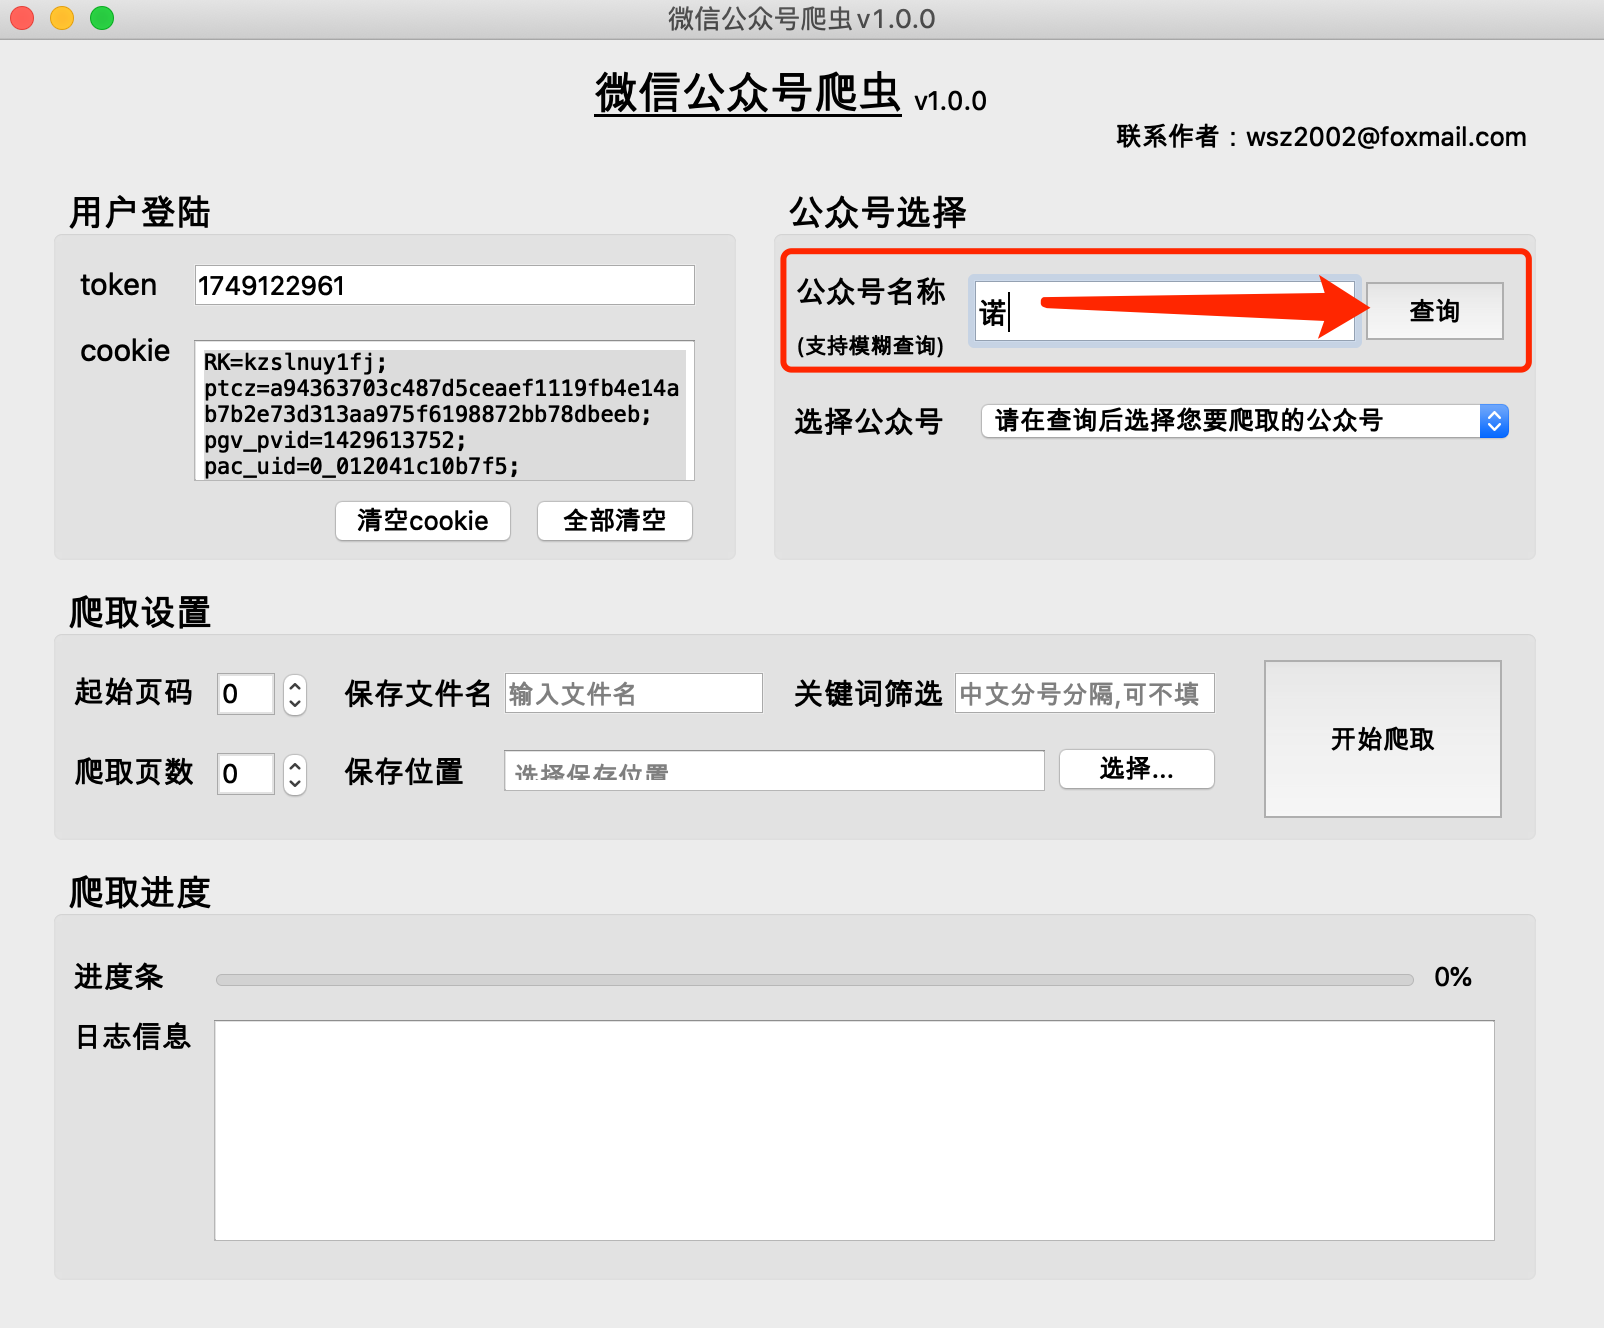 微信公众号爬虫v1.0.0
微信公众号爬虫 v1.0.0
联系作者：wsz2002@foxmail.com
用户登陆
token 1749122961
cookie
RK=kzslnuy1fj;
ptcz=a94363703c487d5ceaef1119fb4e14a
b7b2e73d313aa975f6198872bb78dbeeb;
pgv_pvid=1429613752;
pac_uid=0_012041c10b7f5;
清空cookie 全部清空
公众号选择
公众号名称
(支持模糊查询)
诺 查询
选择公众号 请在查询后选择您要爬取的公众号
爬取设置
起始页码 0 保存文件名 输入文件名 关键词筛选 中文分号分隔,可不填
爬取页数 0 保存位置 选择保存位置 选择...
开始爬取
爬取进度
进度条 0%
日志信息